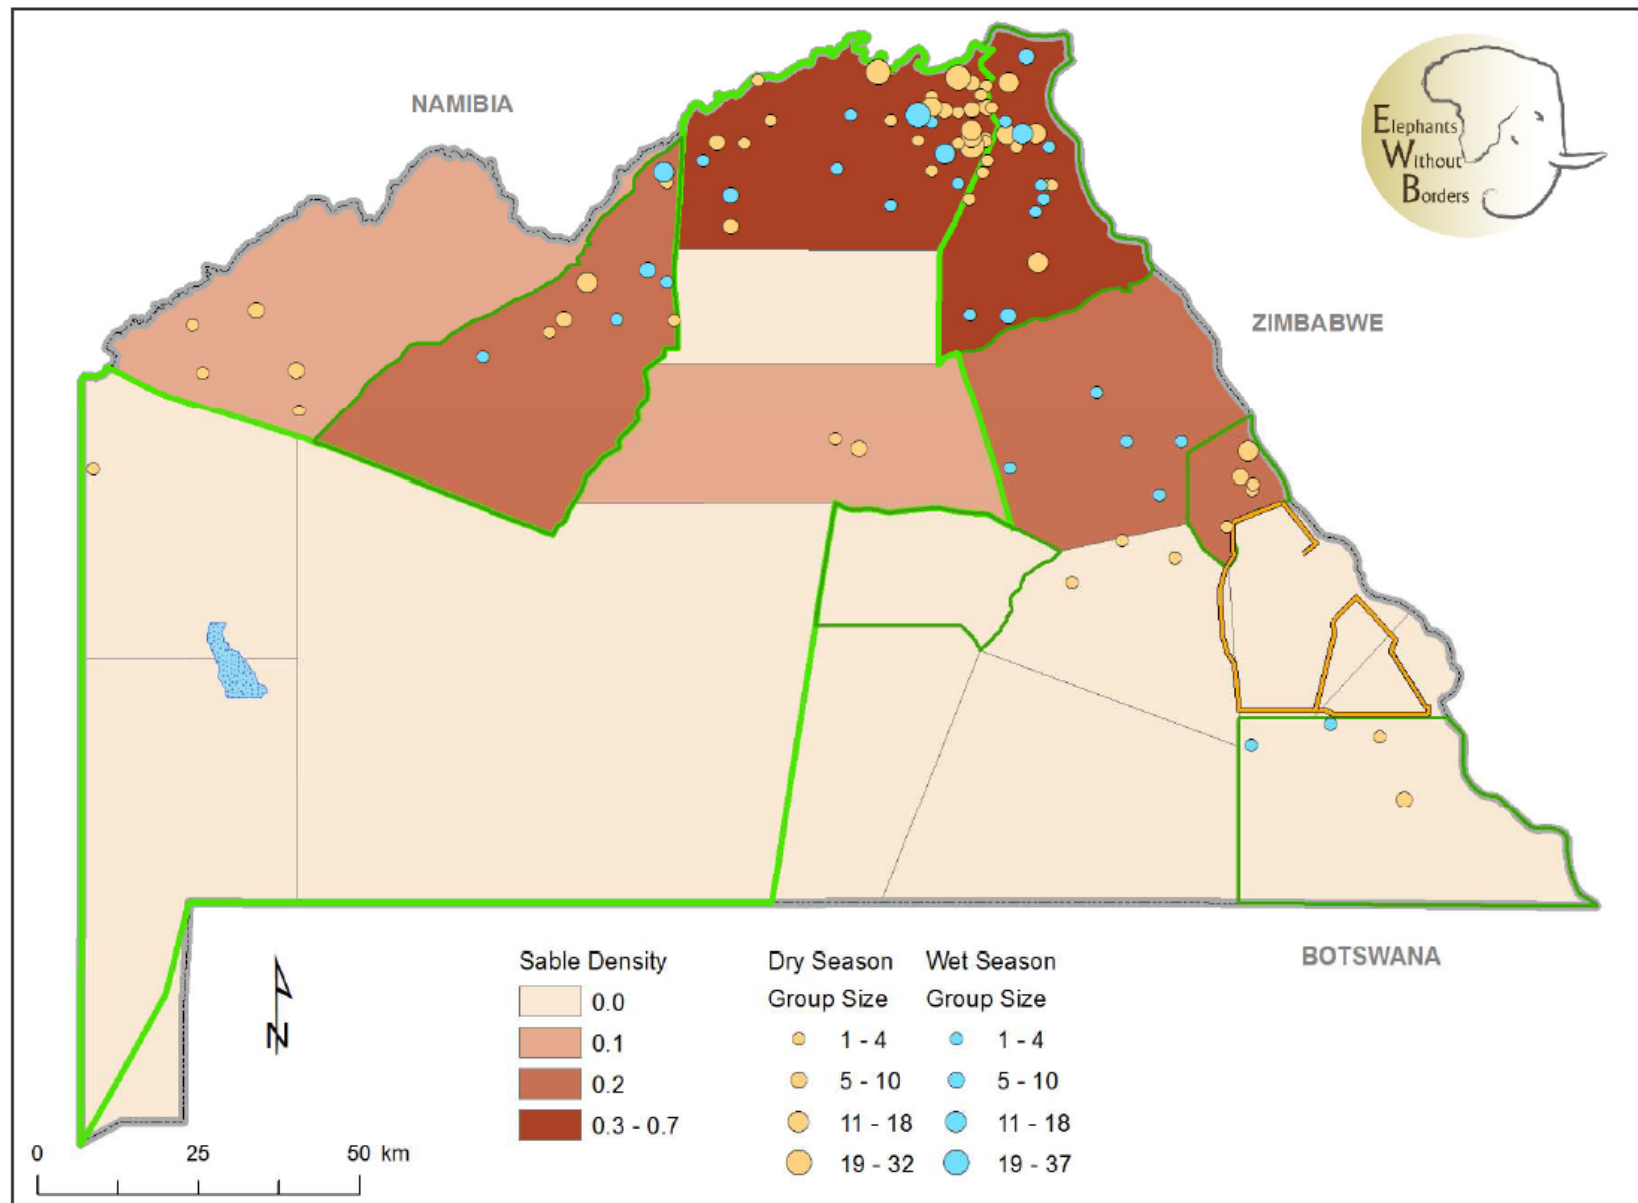 NAMIBIA
Elephants
Without
Borders
ZIMBABWE
BOTSWANA
N
0 25 50 km
Sable Density
0.0
0.1
0.2
0.3 - 0.7
Dry Season
Group Size
1 - 4
5 - 10
11 - 18
19 - 32
Wet Season
Group Size
1 - 4
5 - 10
11 - 18
19 - 37